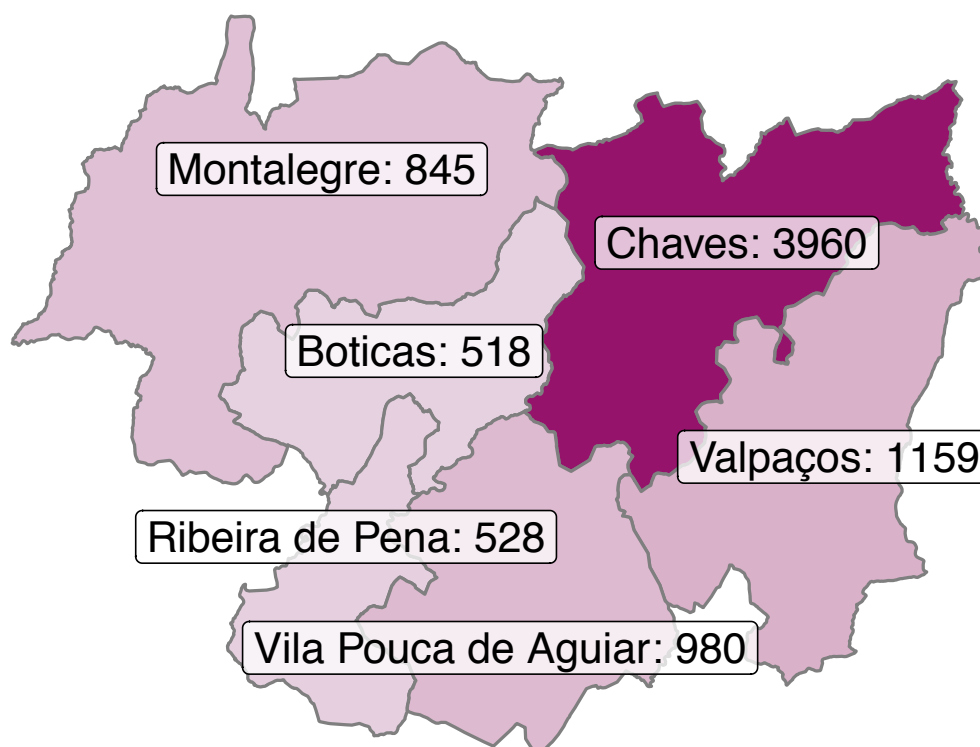 Montalegre: 845
Chaves: 3960
Boticas: 518
Valpaços: 1159
Ribeira de Pena: 528
Vila Pouca de Aguiar: 980